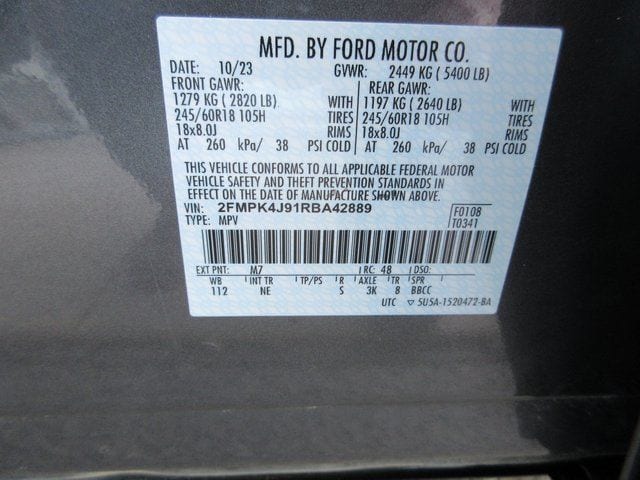 MFD. BY FORD MOTOR CO.
DATE: 10/23 GVWR: 2449 KG ( 5400 LB)
FRONT GAWR: REAR GAWR:
1279 KG ( 2820 LB) WITH 1197 KG ( 2640 LB) WITH
245/60R18 105H TIRES 245/60R18 105H TIRES
18x8.0J RIMS 18x8.0J RIMS
AT 260 kPa/ 38 PSI COLD AT 260 kPa/ 38 PSI COLD
THIS VEHICLE CONFORMS TO ALL APPLICABLE FEDERAL MOTOR
VEHICLE SAFETY AND THEFT PREVENTION STANDARDS IN
EFFECT ON THE DATE OF MANUFACTURE SHOWN ABOVE.
VIN: 2FMPK4J91RBA42889 F0108
TYPE: MPV T0341
EXT PNT: M7 RC: 48 DSO:
WB INT TR TP/PS R AXLE TR SPR
112 NE S 3K 8 BBCC
UTC ▽ 5U5A-1520472-BA